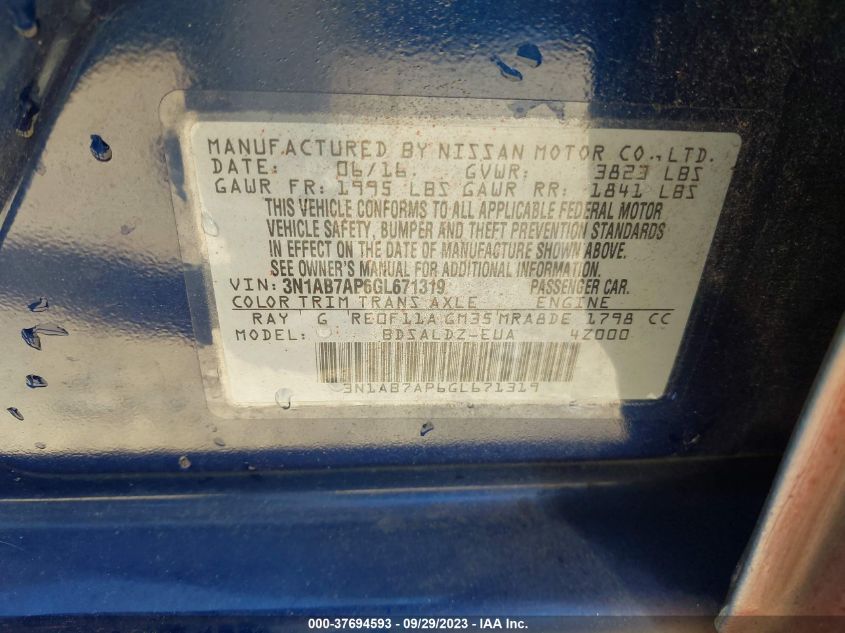 MANUFACTURED BY NISSAN MOTOR CO., LTD.
DATE: 06/16. GVWR: 3823 LBS
GAWR FR: 1995 LBS GAWR RR: 1841 LBS
THIS VEHICLE CONFORMS TO ALL APPLICABLE FEDERAL MOTOR
VEHICLE SAFETY, BUMPER AND THEFT PREVENTION STANDARDS
IN EFFECT ON THE DATE OF MANUFACTURE SHOWN ABOVE.
SEE OWNER'S MANUAL FOR ADDITIONAL INFORMATION.
VIN: 3N1AB7AP6GL671319 PASSENGER CAR.
COLOR TRIM TRANS AXLE ENGINE
RAY G RE0F11A GM35 MRA8DE 1798 CC
MODEL: BDSALDZ-EUA 4Z000
3N1AB7AP6GL671319
000-37694593 - 09/29/2023 - IAA Inc.